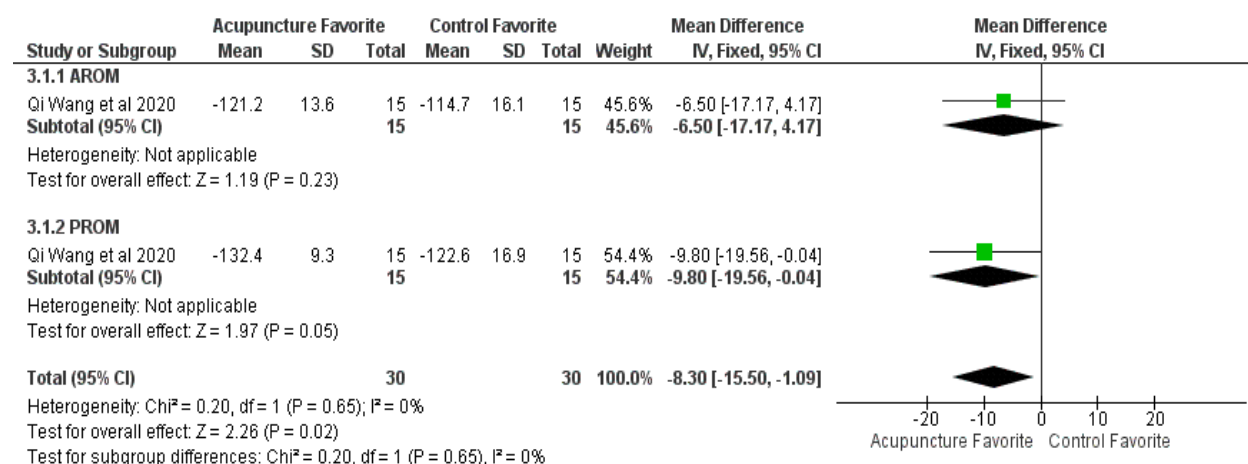 Acupuncture Favorite Control Favorite Mean Difference Mean Difference
Study or Subgroup Mean SD Total Mean SD Total Weight IV, Fixed, 95% CI IV, Fixed, 95% CI
3.1.1 AROM
Qi Wang et al 2020 -121.2 13.6 15 -114.7 16.1 15 45.6% -6.50 [-17.17, 4.17]
Subtotal (95% CI) 15 15 45.6% -6.50 [-17.17, 4.17]
Heterogeneity: Not applicable
Test for overall effect: Z = 1.19 (P = 0.23)
3.1.2 PROM
Qi Wang et al 2020 -132.4 9.3 15 -122.6 16.9 15 54.4% -9.80 [-19.56, -0.04]
Subtotal (95% CI) 15 15 54.4% -9.80 [-19.56, -0.04]
Heterogeneity: Not applicable
Test for overall effect: Z = 1.97 (P = 0.05)
Total (95% CI) 30 30 100.0% -8.30 [-15.50, -1.09]
Heterogeneity: Chi² = 0.20, df = 1 (P = 0.65); I² = 0%
Test for overall effect: Z = 2.26 (P = 0.02)
Test for subgroup differences: Chi² = 0.20, df = 1 (P = 0.65), I² = 0%
-20 -10 0 10 20
Acupuncture Favorite Control Favorite